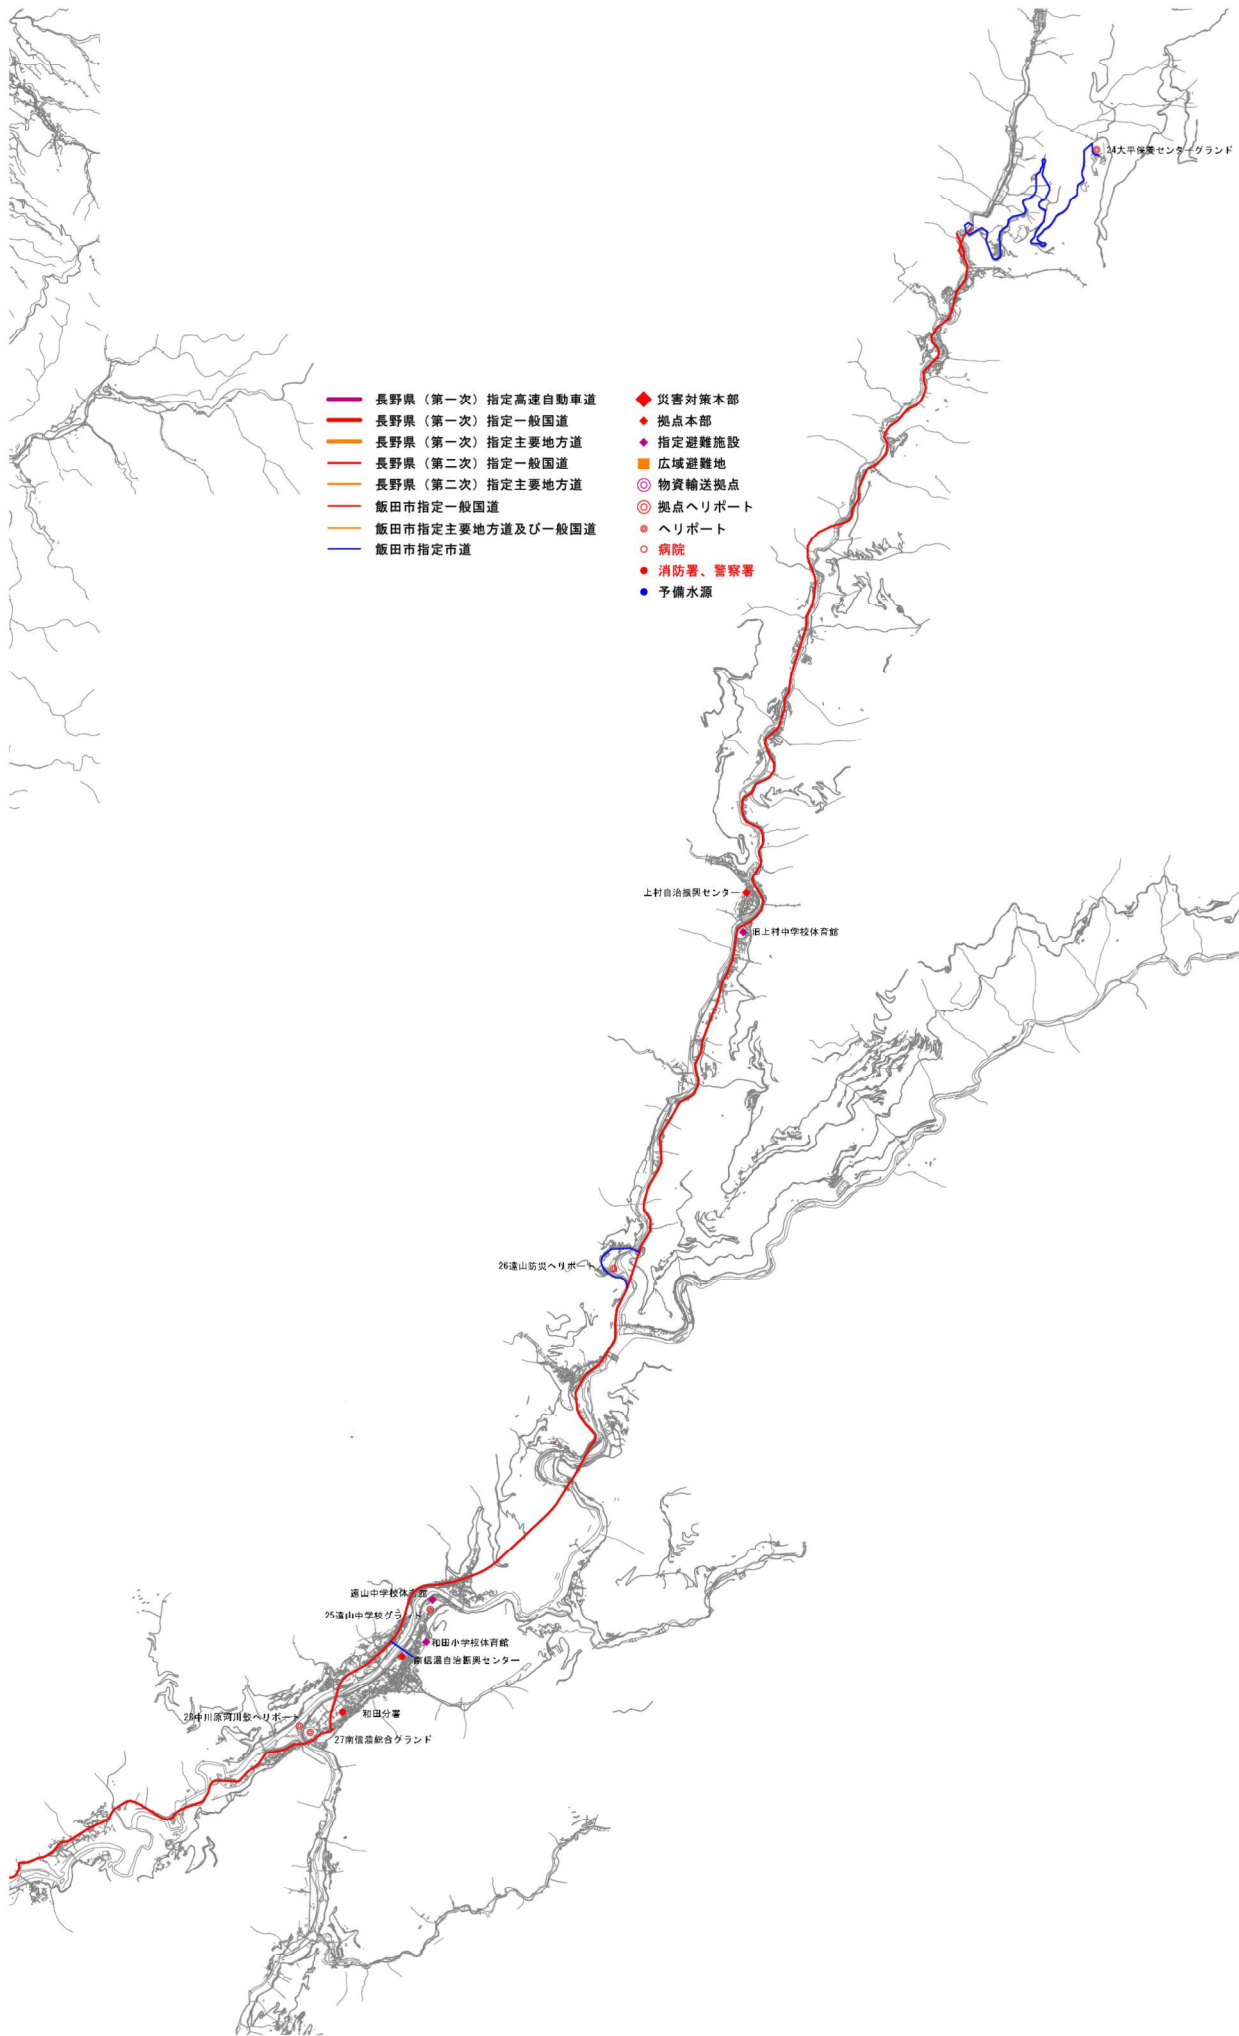 24大平保養センターグランド
長野県（第一次）指定高速自動車道
長野県（第一次）指定一般国道
長野県（第一次）指定主要地方道
長野県（第二次）指定一般国道
長野県（第二次）指定主要地方道
飯田市指定一般国道
飯田市指定主要地方道及び一般国道
飯田市指定市道
災害対策本部
拠点本部
指定避難施設
広域避難地
物資輸送拠点
拠点ヘリポート
ヘリポート
病院
消防署、警察署
予備水源
上村自治振興センター
旧上村中学校体育館
26遠山防災ヘリポート
遠山中学校体育館
25遠山中学校グランド
和田小学校体育館
南信濃自治振興センター
28中川原河川敷ヘリポート
和田分署
27南信濃総合グランド